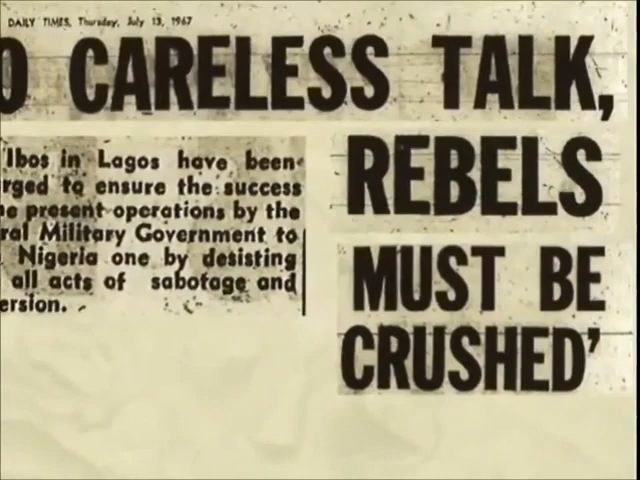 DAILY TIMES, Thursday, July 13, 1967
O CARELESS TALK,
REBELS
MUST BE
CRUSHED'
Ibos in Lagos have been
rged to ensure the success
e present operations by the
ral Military Government to
Nigeria one by desisting
all acts of sabotage and
ersion.